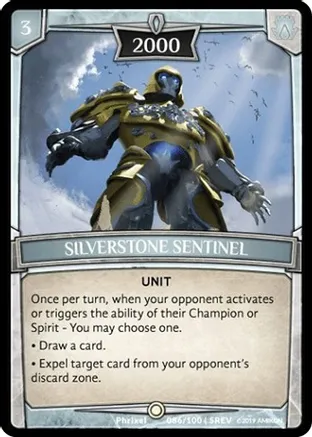 3
2000
SILVERSTONE SENTINEL
UNIT
Once per turn, when your opponent activates
or triggers the ability of their Champion or
Spirit - You may choose one.
• Draw a card.
• Expel target card from your opponent's
discard zone.
Phrixel 086/100 | SREV ©2019